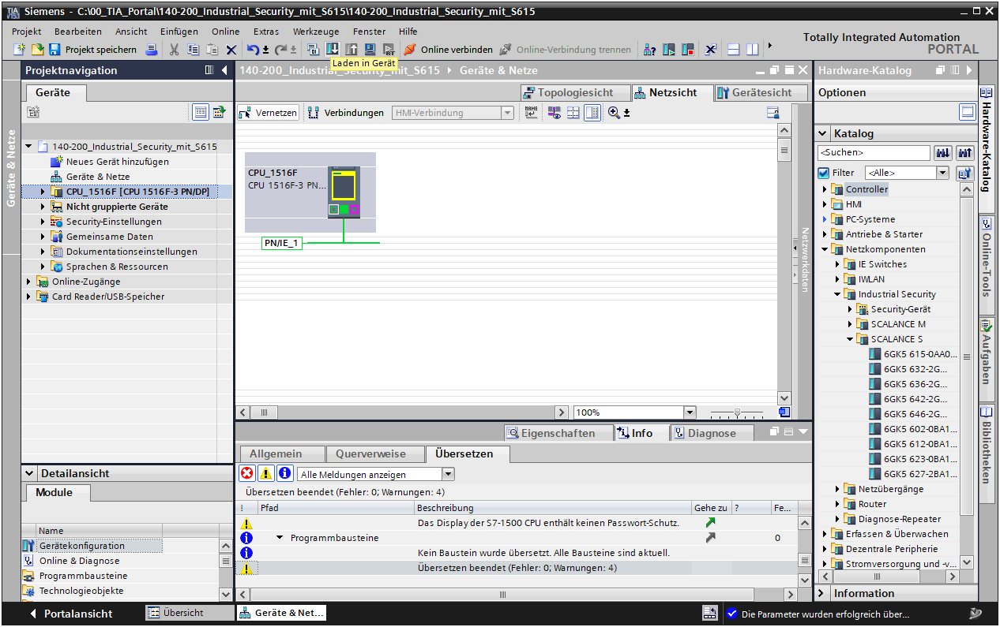 Siemens - C:\00_TIA_Portal\140-200_Industrial_Security_mit_S615\140-200_Industrial_Security_mit_S615
Projekt Bearbeiten Ansicht Einfügen Online Extras Werkzeuge Fenster Hilfe
Totally Integrated Automation
PORTAL
Projekt speichern
Online verbinden
Online-Verbindung trennen
Laden in Gerät
Projektnavigation
Geräte
Geräte & Netze
140-200_Industrial_Security_mit_S615
Neues Gerät hinzufügen
Geräte & Netze
CPU_1516F [CPU 1516F-3 PN/DP]
Nicht gruppierte Geräte
Security-Einstellungen
Gemeinsame Daten
Dokumentationseinstellungen
Sprachen & Ressourcen
Online-Zugänge
Card Reader/USB-Speicher
Detailansicht
Module
Name
Gerätekonfiguration
Online & Diagnose
Programmbausteine
Technologieobjekte
140-200_Industrial_Security_mit_S615 Geräte & Netze
Topologiesicht Netzsicht Gerätesicht
Vernetzen Verbindungen HMI-Verbindung
NAME
CPU_1516F
CPU 1516F-3 PN...
PN/IE_1
Netzwerkdaten
100%
Eigenschaften Info Diagnose
Allgemein Querverweise Übersetzen
Alle Meldungen anzeigen
Übersetzen beendet (Fehler: 0; Warnungen: 4)
! Pfad Beschreibung Gehe zu ? Fe...
Das Display der S7-1500 CPU enthält keinen Passwort-Schutz.
Programmbausteine 0
Kein Baustein wurde übersetzt. Alle Bausteine sind aktuell.
Übersetzen beendet (Fehler: 0; Warnungen: 4)
Hardware-Katalog
Optionen
Katalog
<Suchen>
Filter <Alle>
Controller
HMI
PC-Systeme
Antriebe & Starter
Netzkomponenten
IE Switches
IWLAN
Industrial Security
Security-Gerät
SCALANCE M
SCALANCE S
6GK5 615-0AA0...
6GK5 632-2G...
6GK5 636-2G...
6GK5 642-2G...
6GK5 646-2G...
6GK5 602-0BA1...
6GK5 612-0BA1...
6GK5 623-0BA1...
6GK5 627-2BA1...
Netzübergänge
Router
Diagnose-Repeater
Erfassen & Überwachen
Dezentrale Peripherie
Stromversorgung und -v...
Information
Hardware-Katalog
Online-Tools
Aufgaben
Bibliotheken
Portalansicht
Übersicht
Geräte & Net...
Die Parameter wurden erfolgreich über...